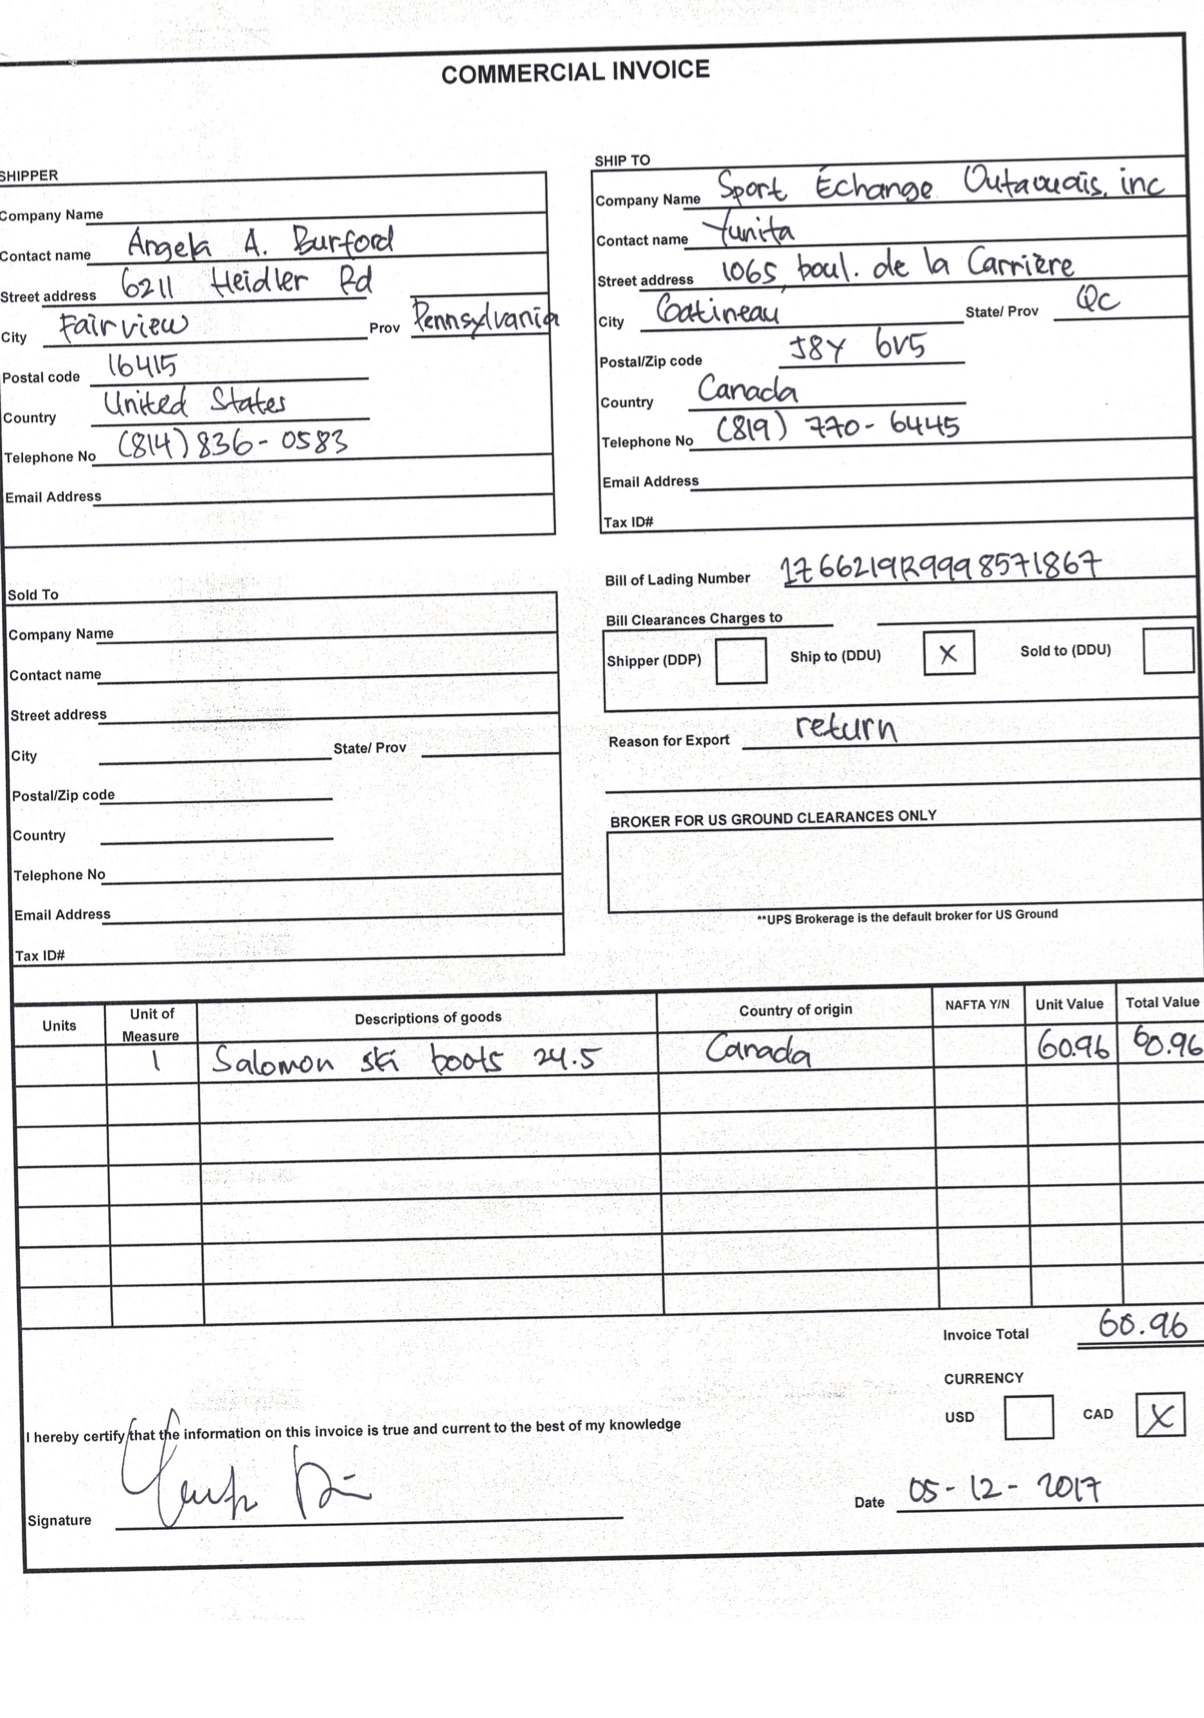 COMMERCIAL INVOICE
SHIPPER
Company Name
Contact name Angela A. Burford
Street address 6211 Heidler Rd
City Fairview Prov Pennsylvania
Postal code 16415
Country United States
Telephone No (814) 836-0583
Email Address
SHIP TO
Company Name Sport Échange Outaouais, inc
Contact name Yunita
Street address 1065, boul. de la Carrière
City Gatineau State/ Prov QC
Postal/Zip code J8Y 6V5
Country Canada
Telephone No (819) 770-6445
Email Address
Tax ID#
Sold To
Company Name
Contact name
Street address
City State/ Prov
Postal/Zip code
Country
Telephone No
Email Address
Tax ID#
Bill of Lading Number 1Z66219R9998571867
Bill Clearances Charges to
Shipper (DDP) Ship to (DDU) X Sold to (DDU)
Reason for Export return
BROKER FOR US GROUND CLEARANCES ONLY
**UPS Brokerage is the default broker for US Ground
Units Unit of Measure Descriptions of goods Country of origin NAFTA Y/N Unit Value Total Value
1 Salomon ski boots 24.5 Canada 60.96 60.96
Invoice Total 60.96
CURRENCY
USD CAD X
I hereby certify that the information on this invoice is true and current to the best of my knowledge
Signature
Date 05-12-2017